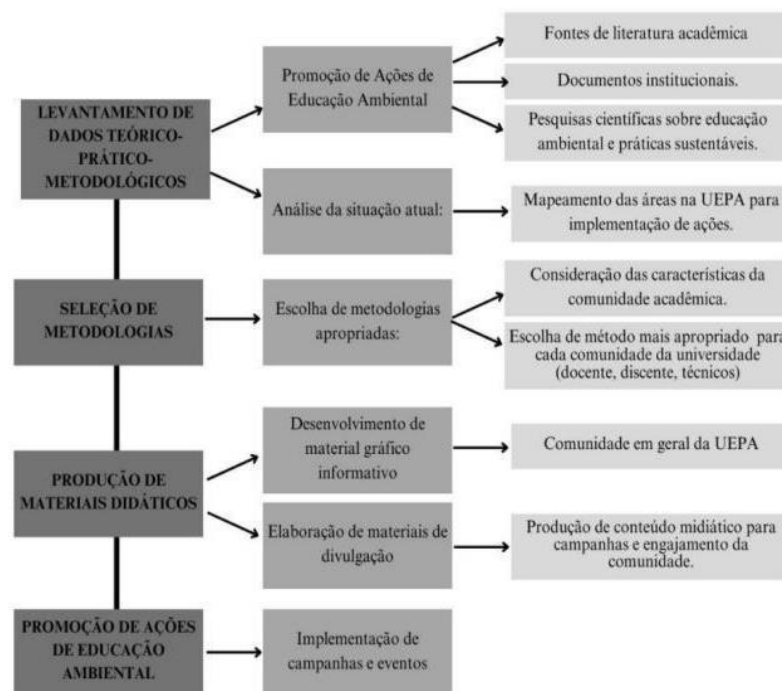 Fontes de literatura acadêmica
Promoção de Ações de
Educação Ambiental
Documentos institucionais.
LEVANTAMENTO DE
DADOS TEÓRICO-
PRÁTICO-
METODOLÓGICOS
Pesquisas científicas sobre educação
ambiental e práticas sustentáveis.
Análise da situação atual:
Mapeamento das áreas na UEPA para
implementação de ações.
SELEÇÃO DE
METODOLOGIAS
Escolha de metodologias
apropriadas:
Consideração das características da
comunidade acadêmica.
Escolha de método mais apropriado para
cada comunidade da universidade
(docente, discente, técnicos)
PRODUÇÃO DE
MATERIAIS DIDÁTICOS
Desenvolvimento de
material gráfico
informativo
Comunidade em geral da UEPA
Elaboração de materiais de
divulgação
Produção de conteúdo midiático para
campanhas e engajamento da
comunidade.
PROMOÇÃO DE AÇÕES
DE EDUCAÇÃO
AMBIENTAL
Implementação de
campanhas e eventos